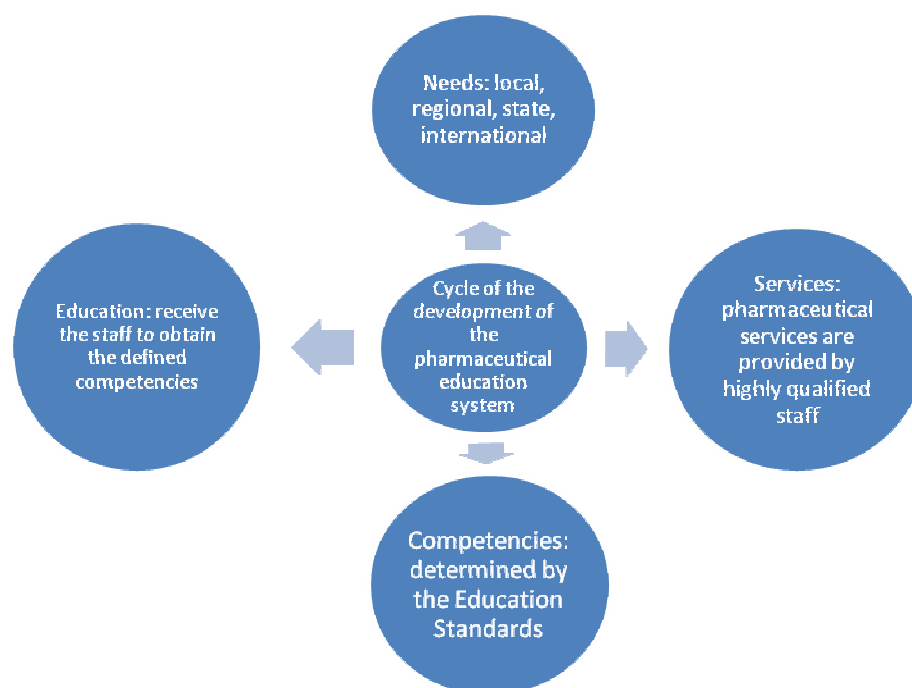 Needs: local,
regional, state,
international
Education: receive
the staff to obtain
the defined
competencies
Cycle of the
development of
the
pharmaceutical
education
system
Services:
pharmaceutical
services are
provided by
highly qualified
staff
Competencies:
determined by
the Education
Standards